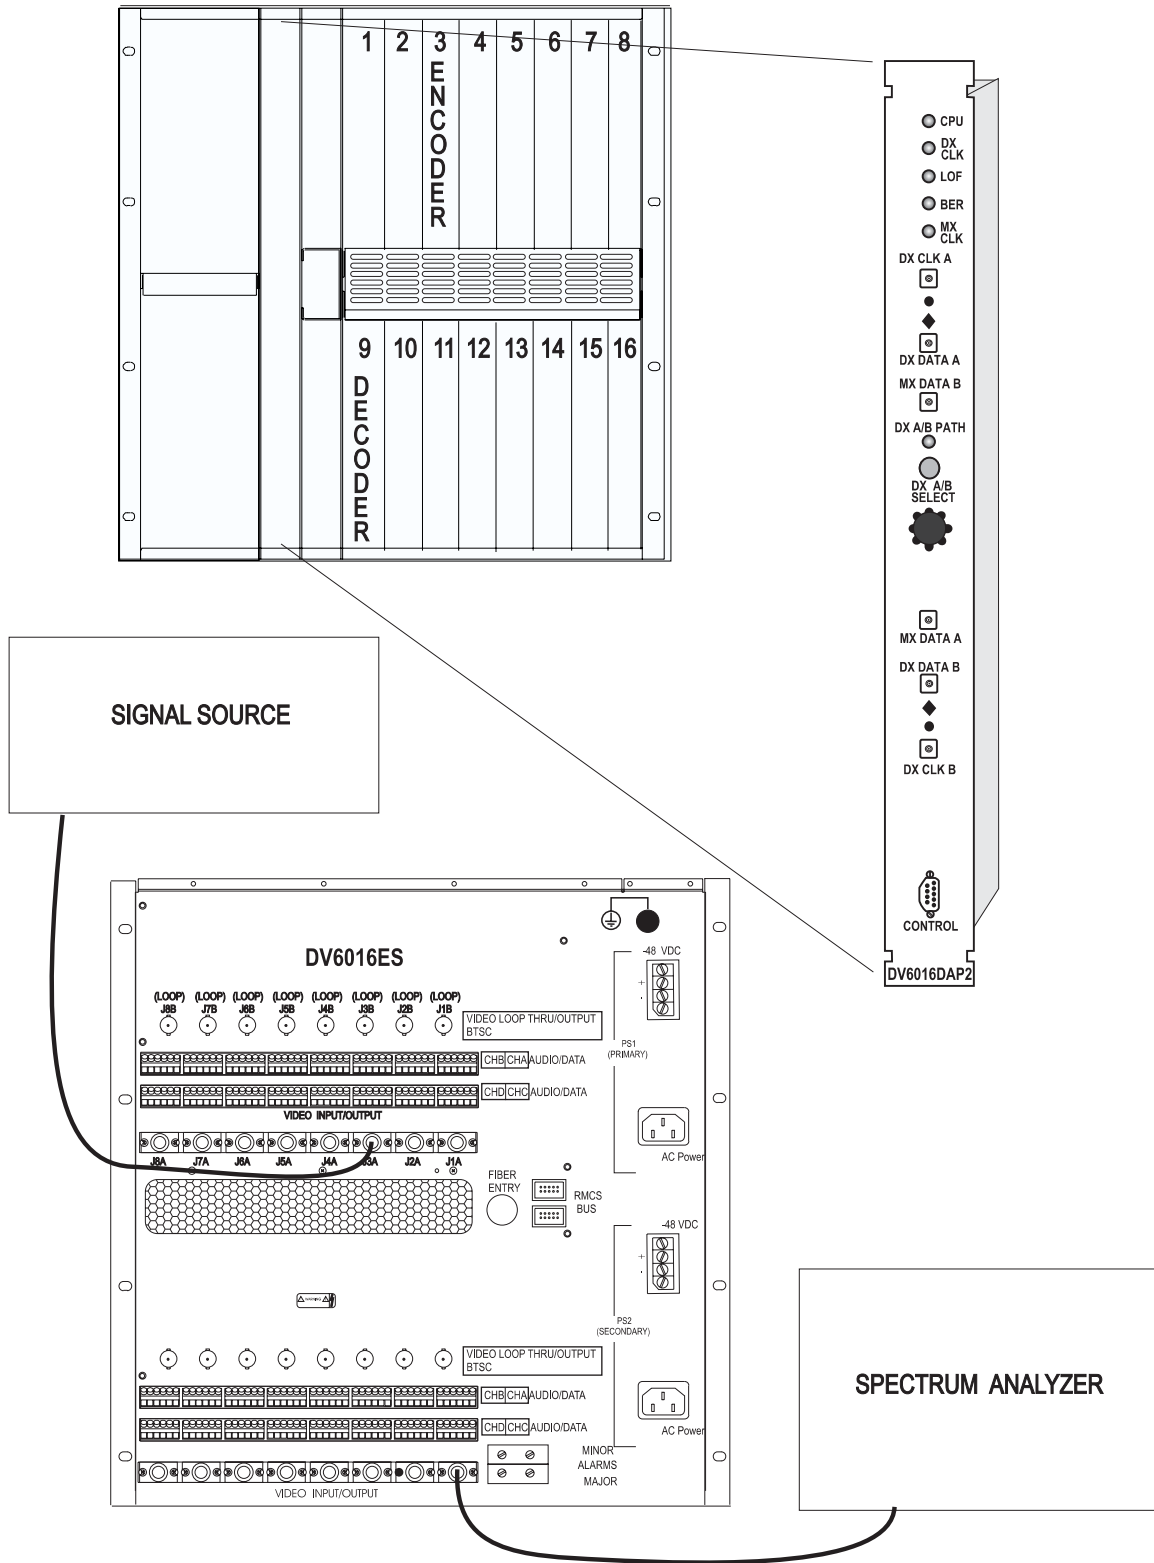 1 2 3 4 5 6 7 8
ENCODER
9 10 11 12 13 14 15 16
DECODER
CPU
DX
CLK
LOF
BER
MX
CLK
DX CLK A
DX DATA A
MX DATA B
DX A/B PATH
DX A/B
SELECT
MX DATA A
DX DATA B
DX CLK B
CONTROL
DV6016DAP2
SIGNAL SOURCE
DV6016ES
-48 VDC
+
-
(LOOP) (LOOP) (LOOP) (LOOP) (LOOP) (LOOP) (LOOP) (LOOP)
J8B J7B J6B J5B J4B J3B J2B J1B
VIDEO LOOP THRU/OUTPUT
BTSC
PS1
(PRIMARY)
CHB CHA AUDIO/DATA
CHD CHC AUDIO/DATA
VIDEO INPUT/OUTPUT
J8A J7A J6A J5A J4A J3A J2A J1A
AC Power
FIBER
ENTRY
RMCS
BUS
-48 VDC
+
-
WARNING
PS2
(SECONDARY)
VIDEO LOOP THRU/OUTPUT
BTSC
CHB CHA AUDIO/DATA
CHD CHC AUDIO/DATA
AC Power
MINOR
ALARMS
MAJOR
VIDEO INPUT/OUTPUT
SPECTRUM ANALYZER